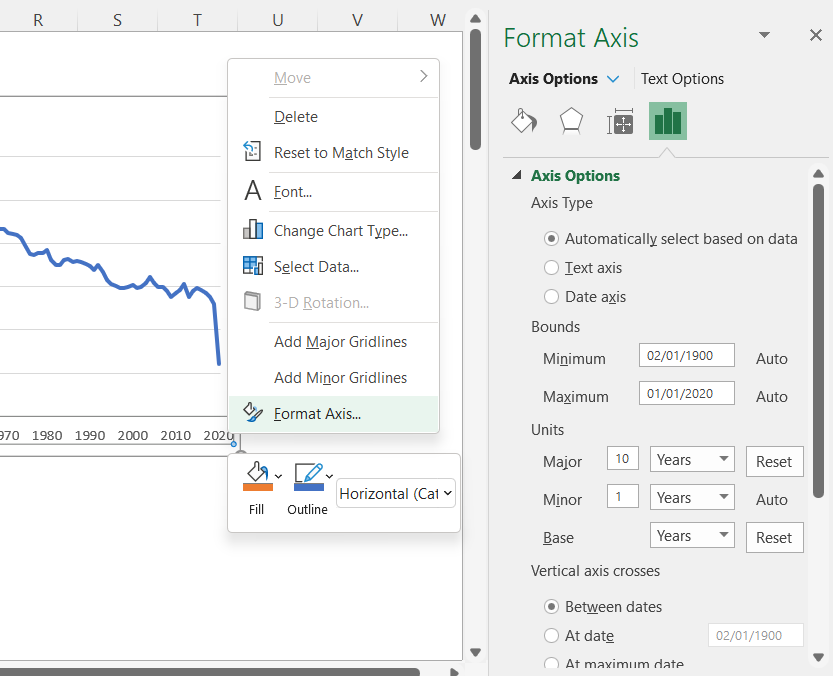 R S T U V W
Move
Delete
Reset to Match Style
Font...
Change Chart Type...
Select Data...
3-D Rotation...
Add Major Gridlines
Add Minor Gridlines
Format Axis...
970 1980 1990 2000 2010 2020
Fill
Outline
Horizontal (Cat
Format Axis
Axis Options
Text Options
Axis Options
Axis Type
Automatically select based on data
Text axis
Date axis
Bounds
Minimum 02/01/1900 Auto
Maximum 01/01/2020 Auto
Units
Major 10 Years Reset
Minor 1 Years Auto
Base Years Reset
Vertical axis crosses
Between dates
At date 02/01/1900
At maximum date